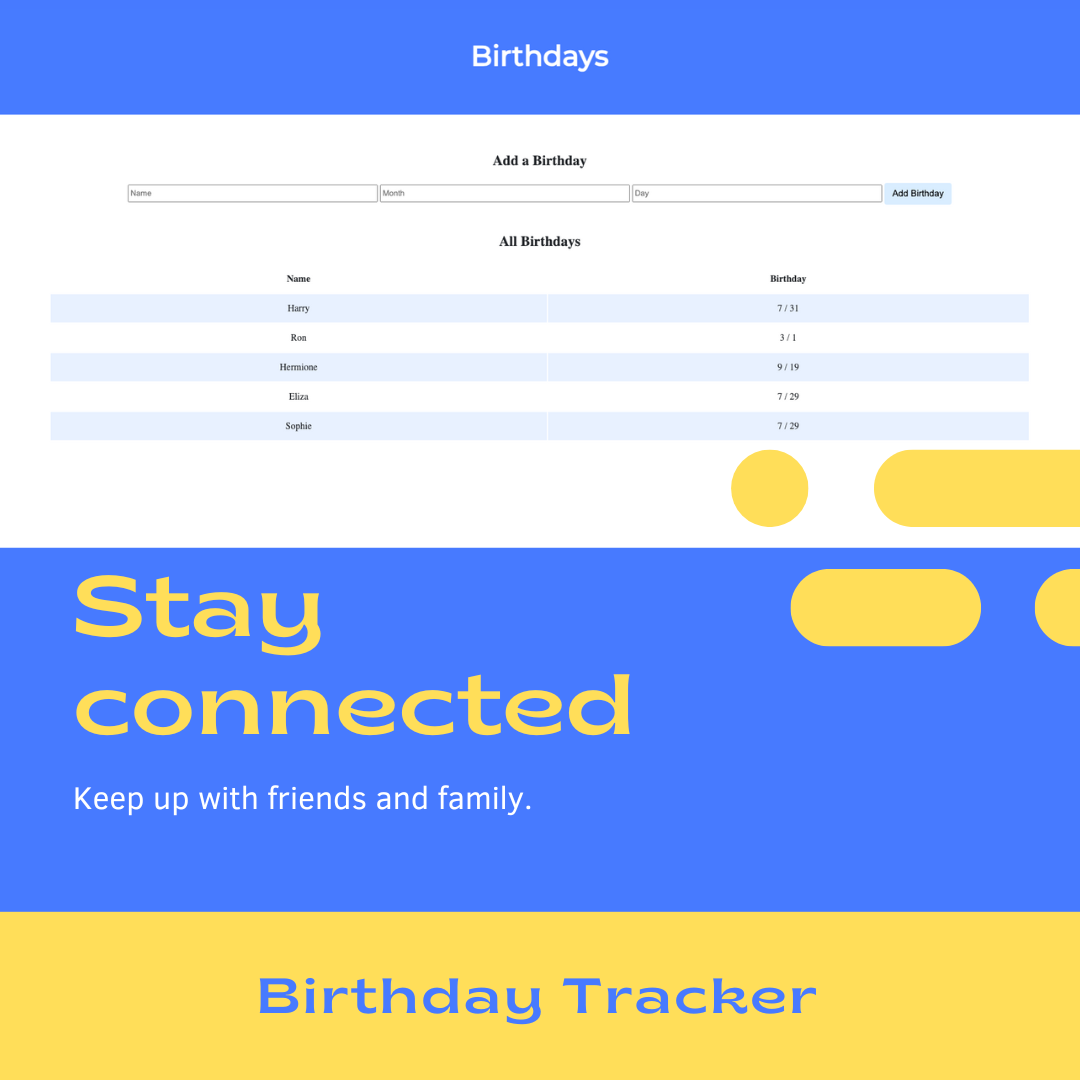 Birthdays
Add a Birthday
Name Month Day Add Birthday
All Birthdays
Name Birthday
Harry 7 / 31
Ron 3 / 1
Hermione 9 / 19
Eliza 7 / 29
Sophie 7 / 29
Stay
connected
Keep up with friends and family.
Birthday Tracker